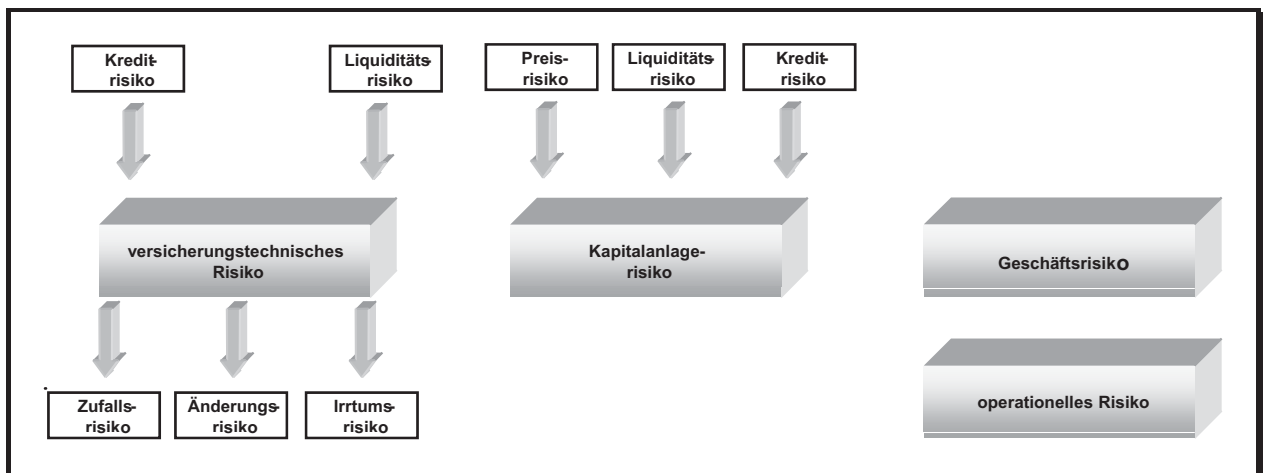 Kredit-
risiko
Liquiditäts-
risiko
Preis-
risiko
Liquiditäts-
risiko
Kredit-
risiko
versicherungstechnisches
Risiko
Kapitalanlage-
risiko
Geschäftsrisiko
operationelles Risiko
Zufalls-
risiko
Änderungs-
risiko
Irrtums-
risiko